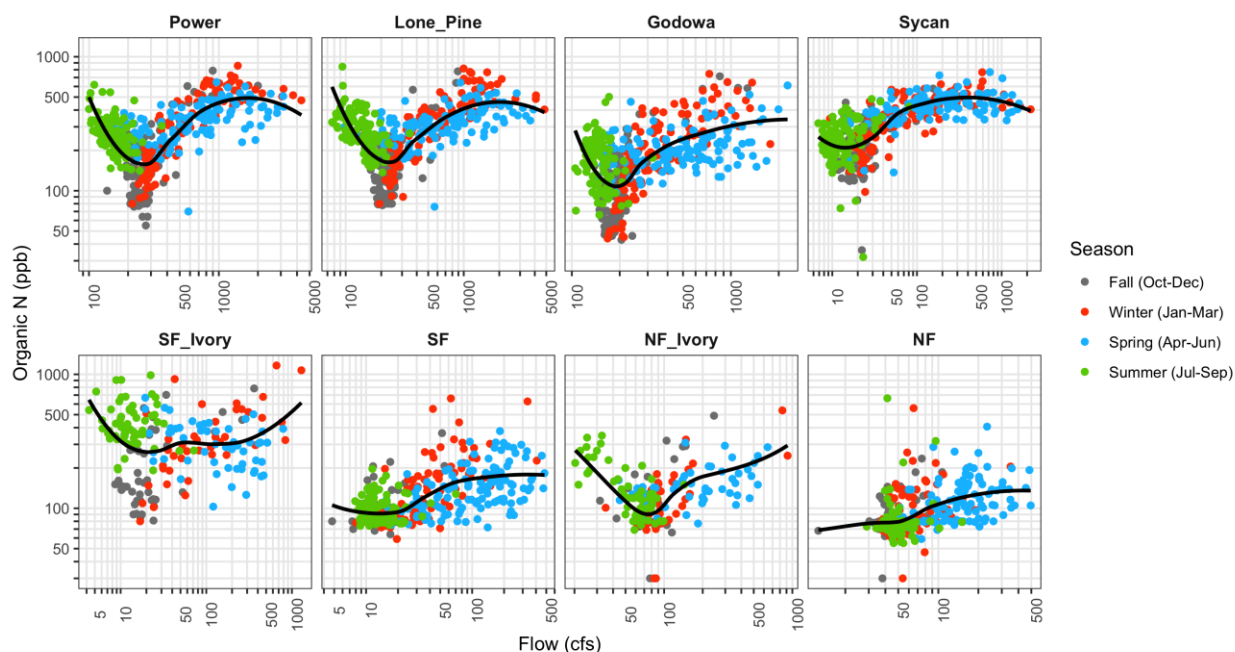 Power
Lone_Pine
Godowa
Sycan
1000
500
100
50
100
500
1000
5000
100
500
1000
5000
100
500
1000
10
50
100
500
1000
SF_Ivory
SF
NF_Ivory
NF
1000
500
100
50
5
10
50
100
500
1000
5
10
50
100
500
50
100
500
1000
50
100
500
Organic N (ppb)
Flow (cfs)
Season
Fall (Oct-Dec)
Winter (Jan-Mar)
Spring (Apr-Jun)
Summer (Jul-Sep)